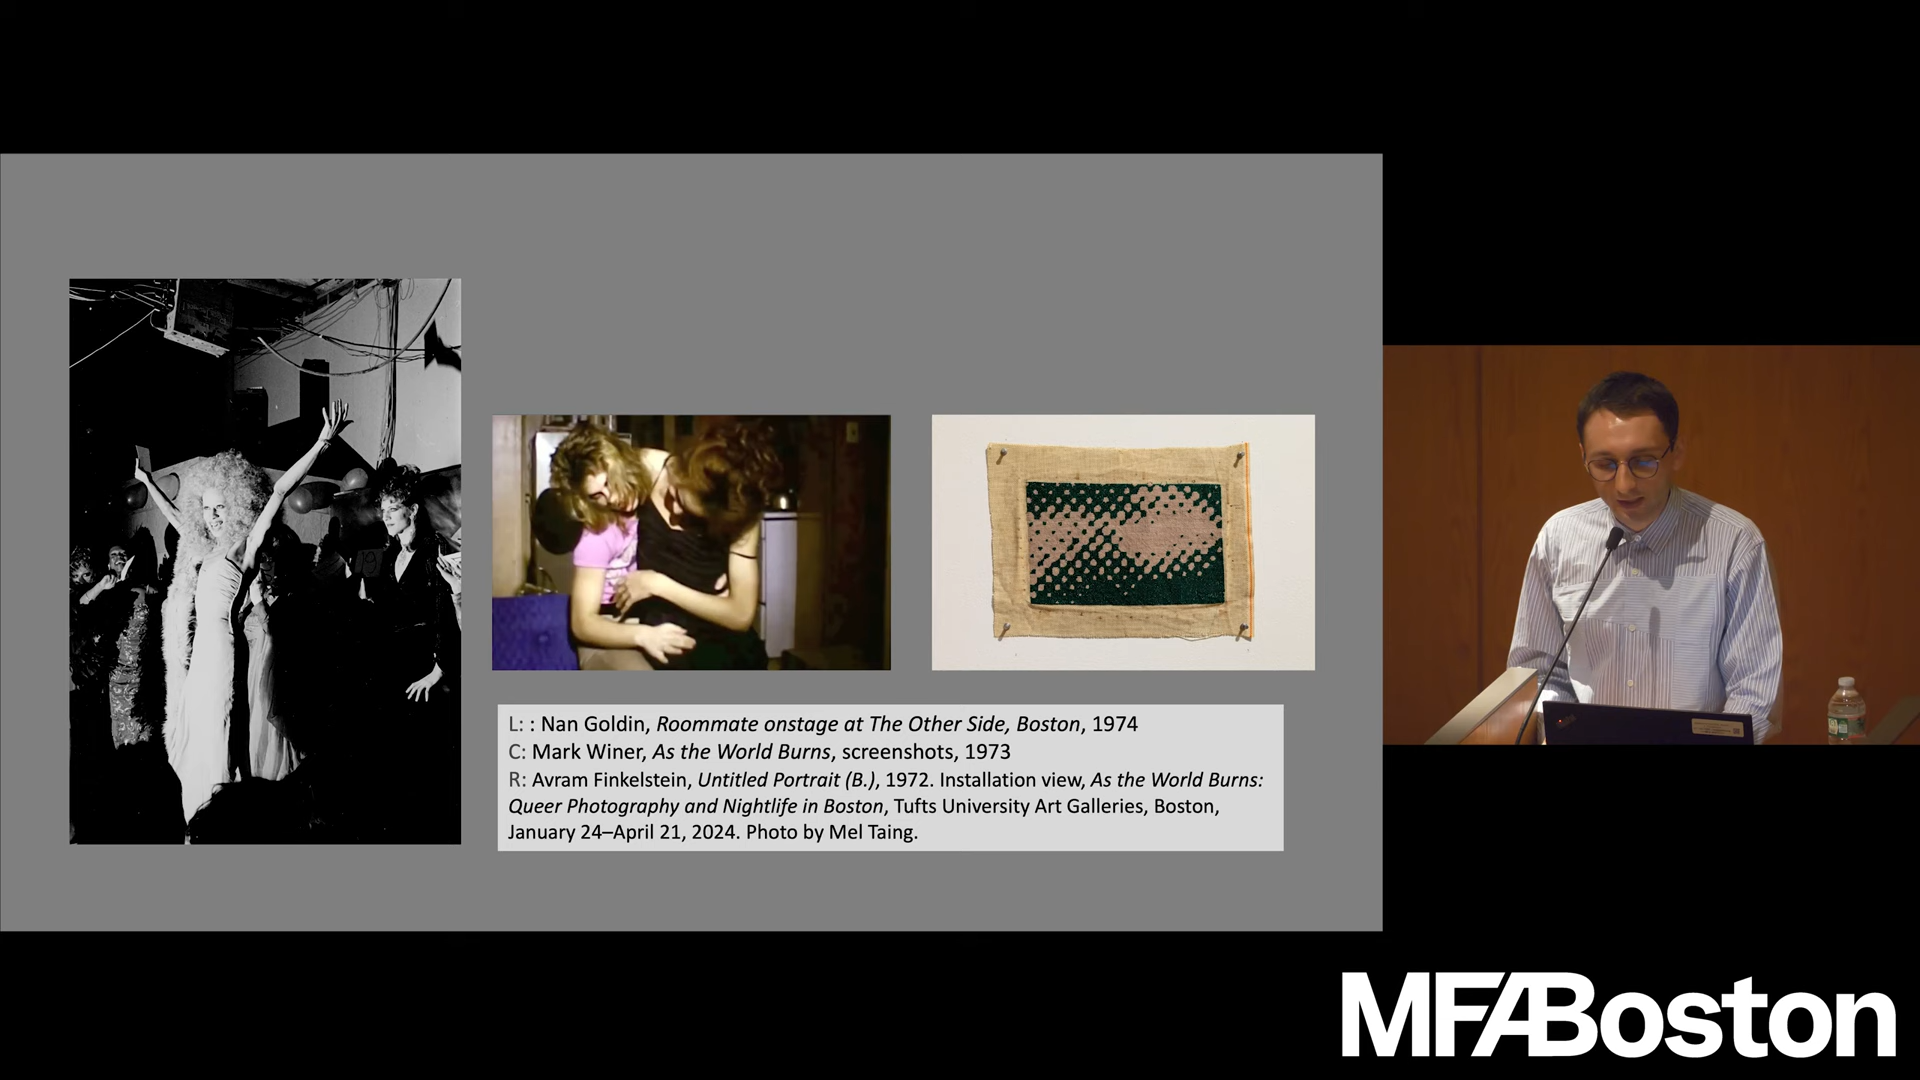 L: : Nan Goldin, Roommate onstage at The Other Side, Boston, 1974
C: Mark Winer, As the World Burns, screenshots, 1973
R: Avram Finkelstein, Untitled Portrait (B.), 1972. Installation view, As the World Burns:
Queer Photography and Nightlife in Boston, Tufts University Art Galleries, Boston,
January 24–April 21, 2024. Photo by Mel Taing.
MFABoston